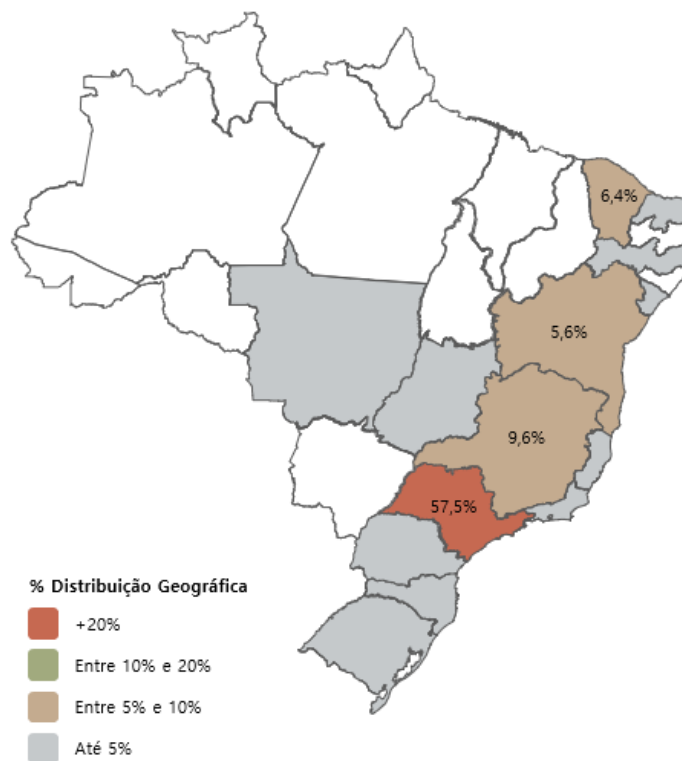 6,4%
5,6%
9,6%
57,5%
% Distribuição Geográfica
+20%
Entre 10% e 20%
Entre 5% e 10%
Até 5%